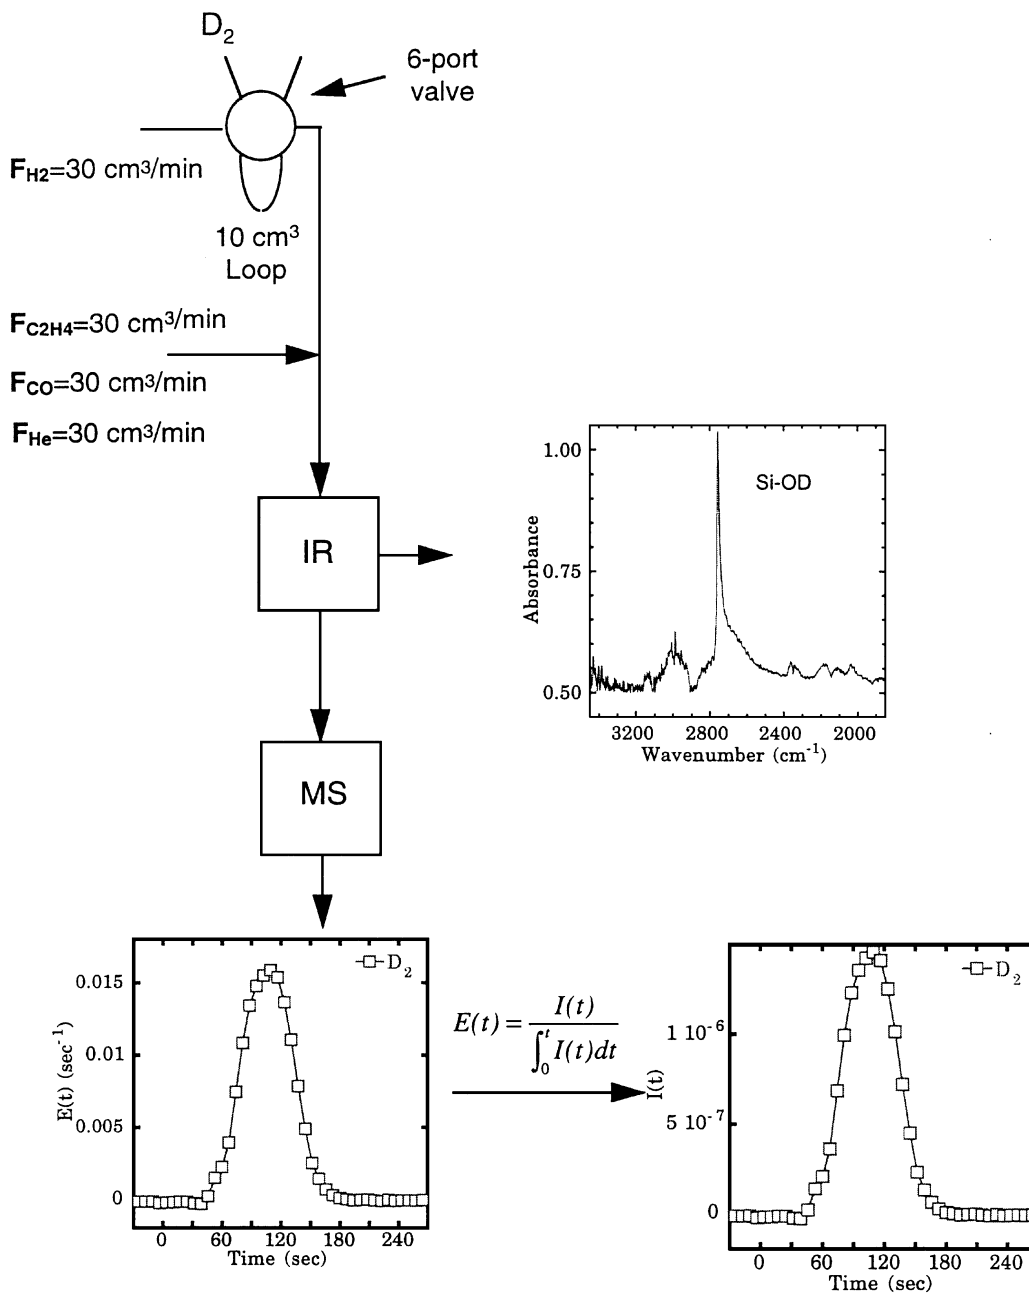 D2
6-port
valve
FH2=30 cm3/min
10 cm3
Loop
FC2H4=30 cm3/min
FCO=30 cm3/min
FHe=30 cm3/min
IR
1.00
0.75
0.50
Absorbance
Si-OD
3200 2800 2400 2000
Wavenumber (cm-1)
MS
0.015
0.01
0.005
0
E(t) (sec-1)
D2
0 60 120 180 240
Time (sec)
E(t) = I(t) / ∫0t I(t)dt
1 10-6
5 10-7
0
I(t)
D2
0 60 120 180 240
Time (sec)